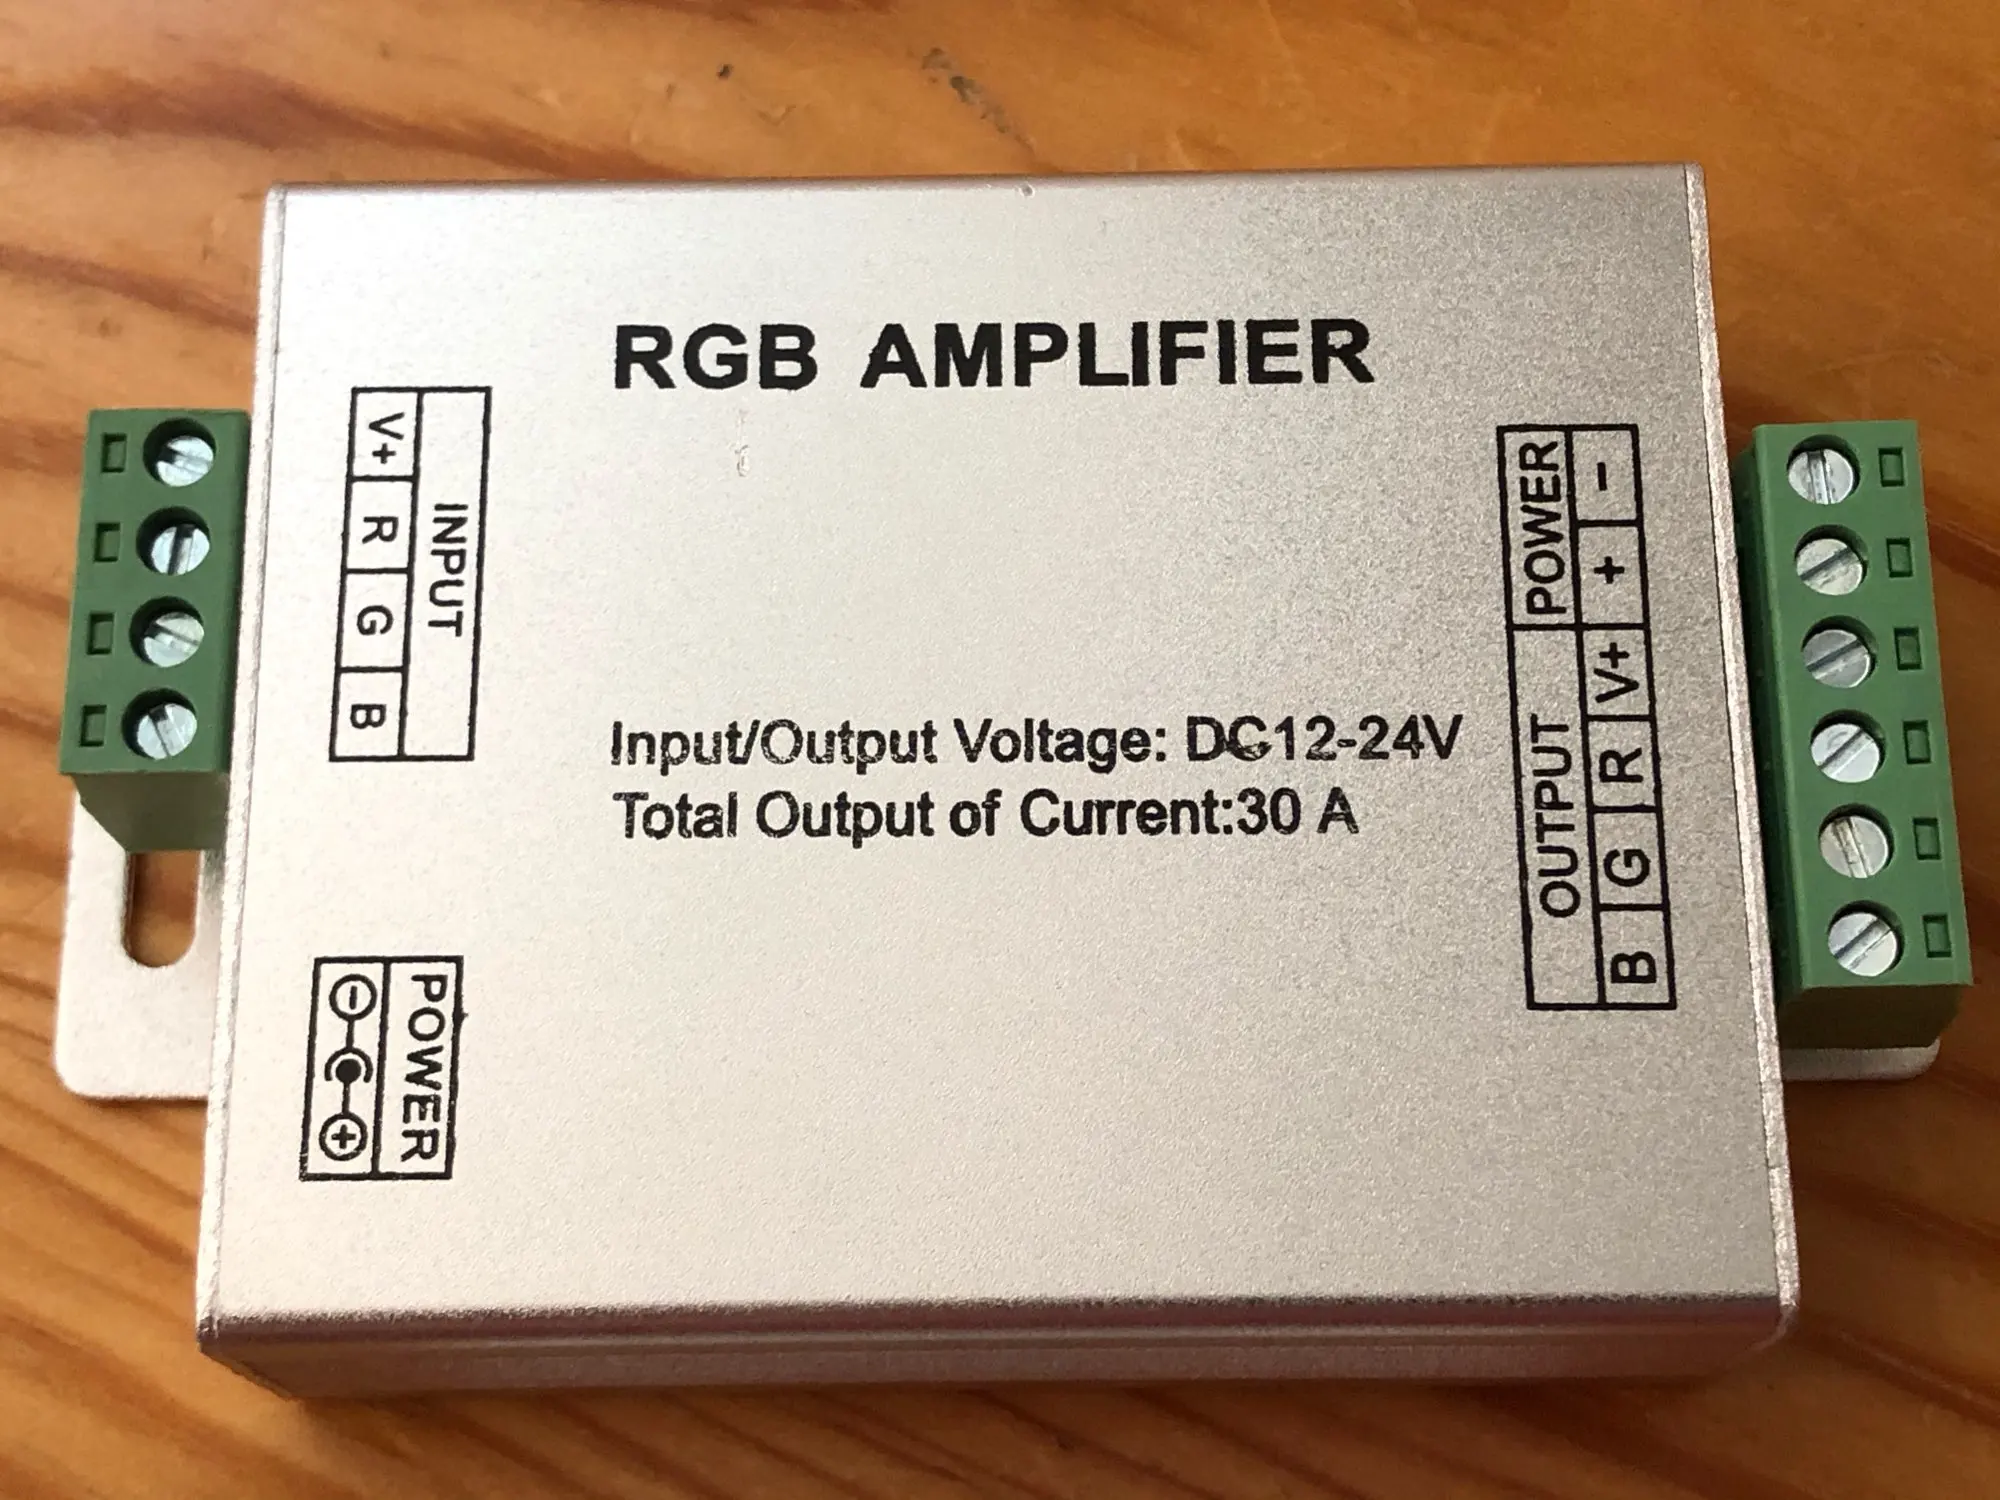 RGB AMPLIFIER
INPUT
V+ R G B
Input/Output Voltage: DC12-24V
Total Output of Current:30 A
POWER
- +
POWER
- +
OUTPUT
V+ R G B